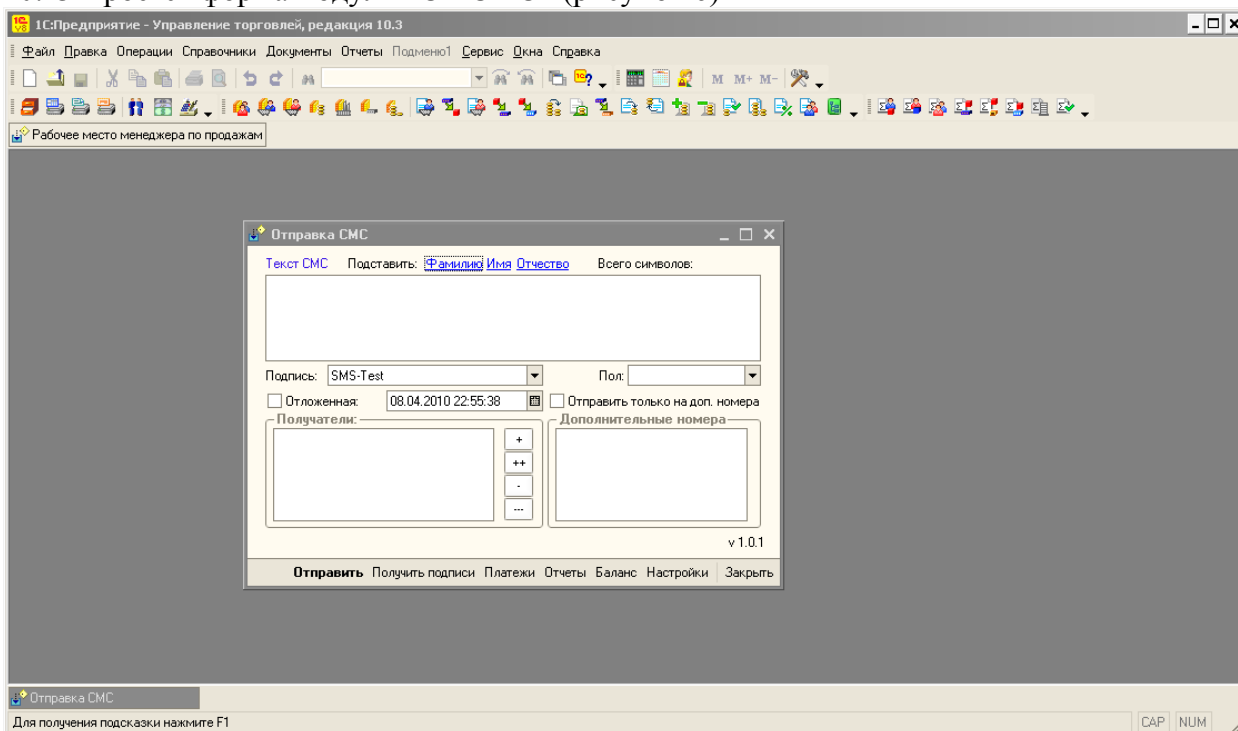 1С:Предприятие - Управление торговлей, редакция 10.3
Файл Правка Операции Справочники Документы Отчеты Подменю1 Сервис Окна Справка
M M+ M-
Рабочее место менеджера по продажам
Отправка СМС
Текст СМС Подставить: Фамилию Имя Отчество Всего символов:
Подпись: SMS-Test Пол:
Отложенная: 08.04.2010 22:55:38 Отправить только на доп. номера
Получатели: Дополнительные номера
+
++
-
---
v 1.0.1
Отправить Получить подписи Платежи Отчеты Баланс Настройки Закрыть
Отправка СМС
Для получения подсказки нажмите F1 CAP NUM